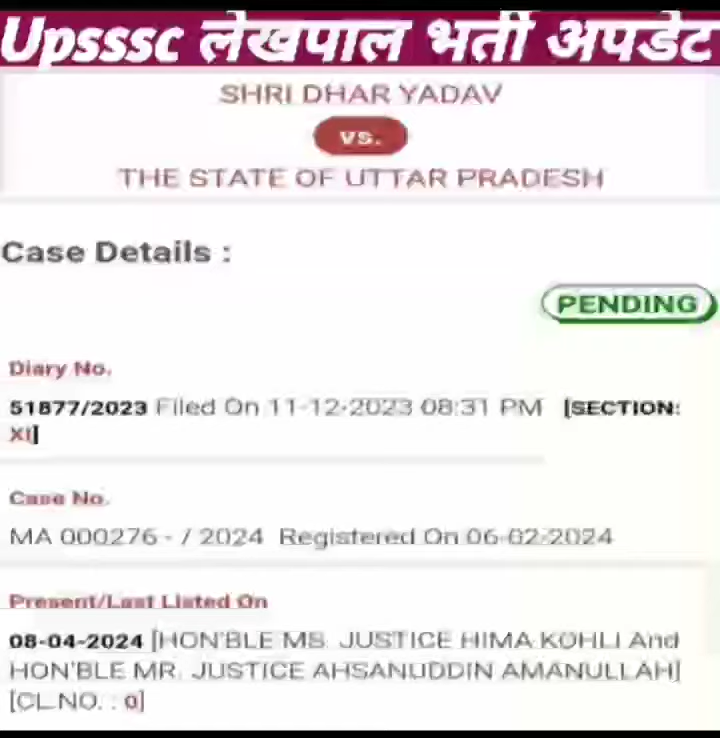 Upsssc लेखपाल भर्ती अपडेट
SHRI DHAR YADAV
vs.
THE STATE OF UTTAR PRADESH
Case Details :
PENDING
Diary No.
51877/2023 Filed On 11-12-2023 08:31 PM [SECTION:
XI]
Case No.
MA 000276 - / 2024 Registered On 06-02-2024
Present/Last Listed On
08-04-2024 [HON'BLE MS. JUSTICE HIMA KOHLI And
HON'BLE MR. JUSTICE AHSANUDDIN AMANULLAH]
[CL.NO. : 0]